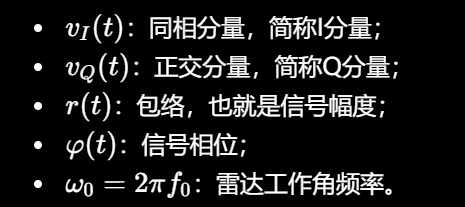 • v_I(t)：同相分量，简称I分量；
• v_Q(t)：正交分量，简称Q分量；
• r(t)：包络，也就是信号幅度；
• φ(t)：信号相位；
• ω₀ = 2πf₀：雷达工作角频率。